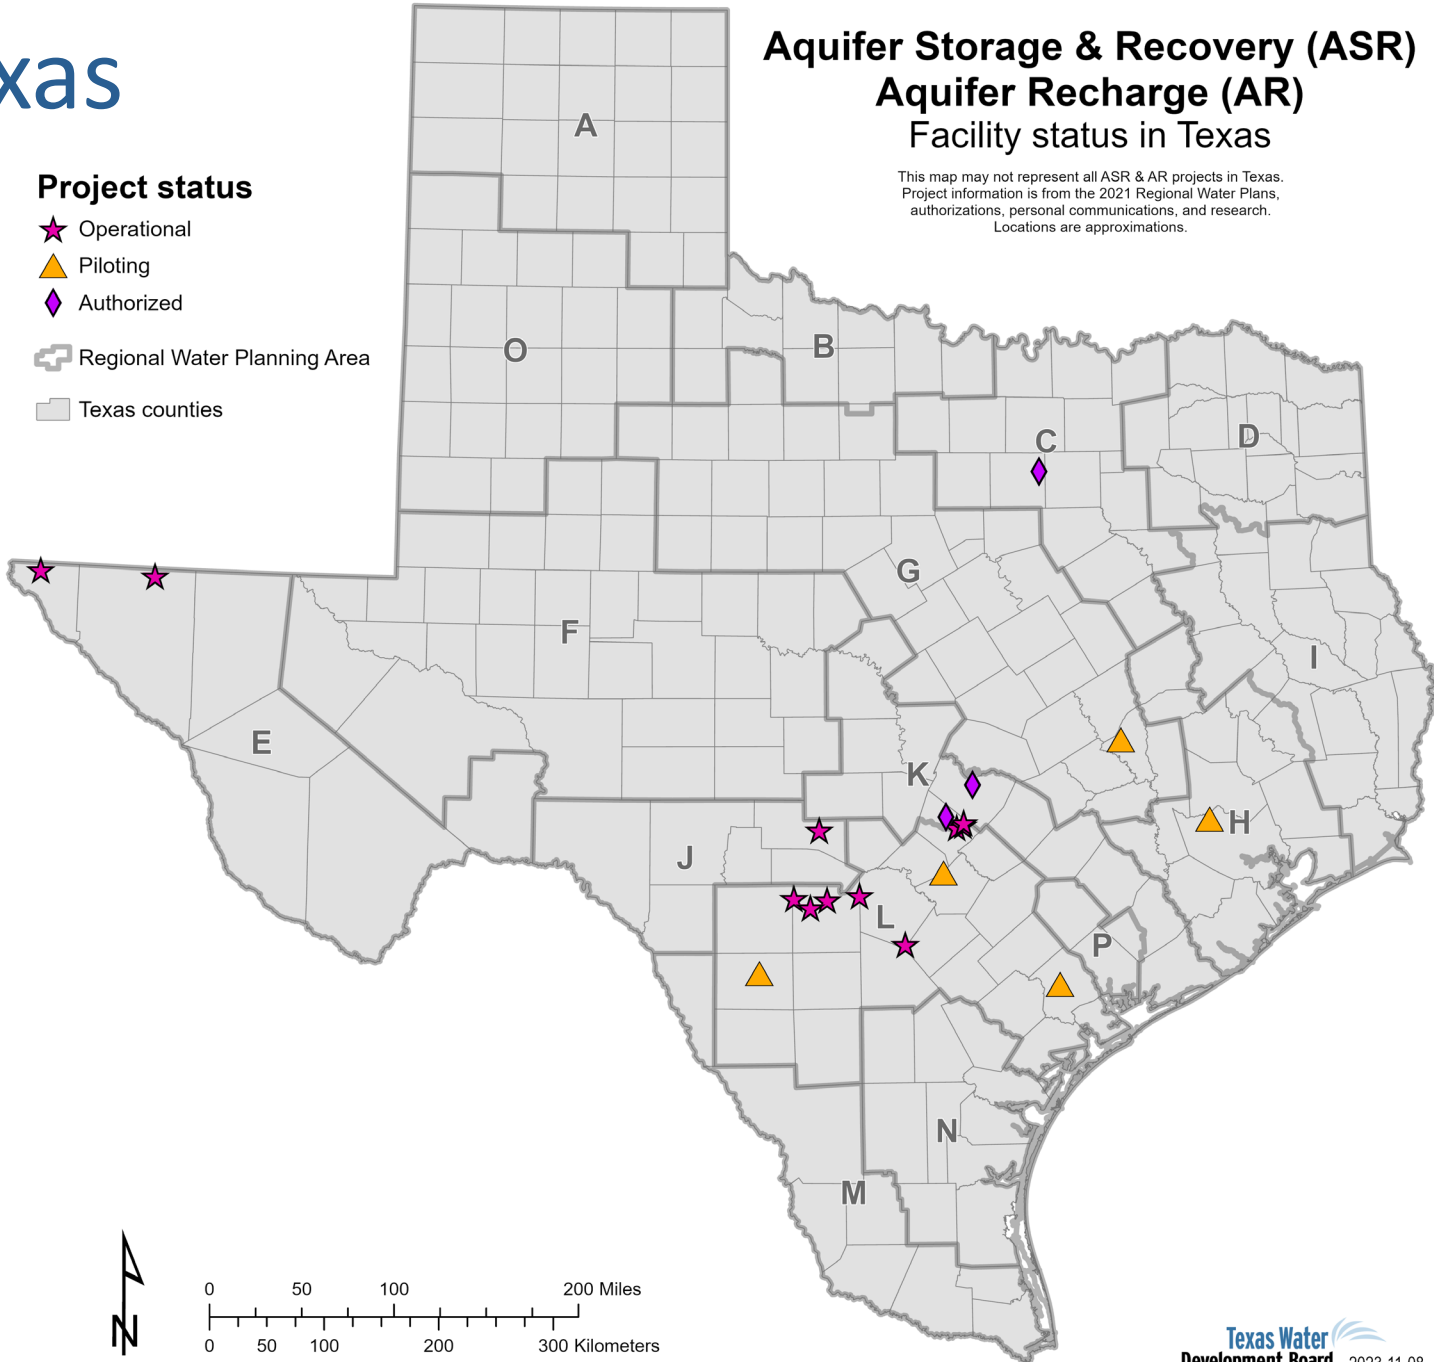 xas
Aquifer Storage & Recovery (ASR)
Aquifer Recharge (AR)
Facility status in Texas
This map may not represent all ASR & AR projects in Texas.
Project information is from the 2021 Regional Water Plans,
authorizations, personal communications, and research.
Locations are approximations.
Project status
Operational
Piloting
Authorized
Regional Water Planning Area
Texas counties
A
O
B
C
D
G
F
I
E
K
H
J
L
P
N
M
N
0 50 100 200 Miles
0 50 100 200 300 Kilometers
Texas Water
Development Board 2023-11-08